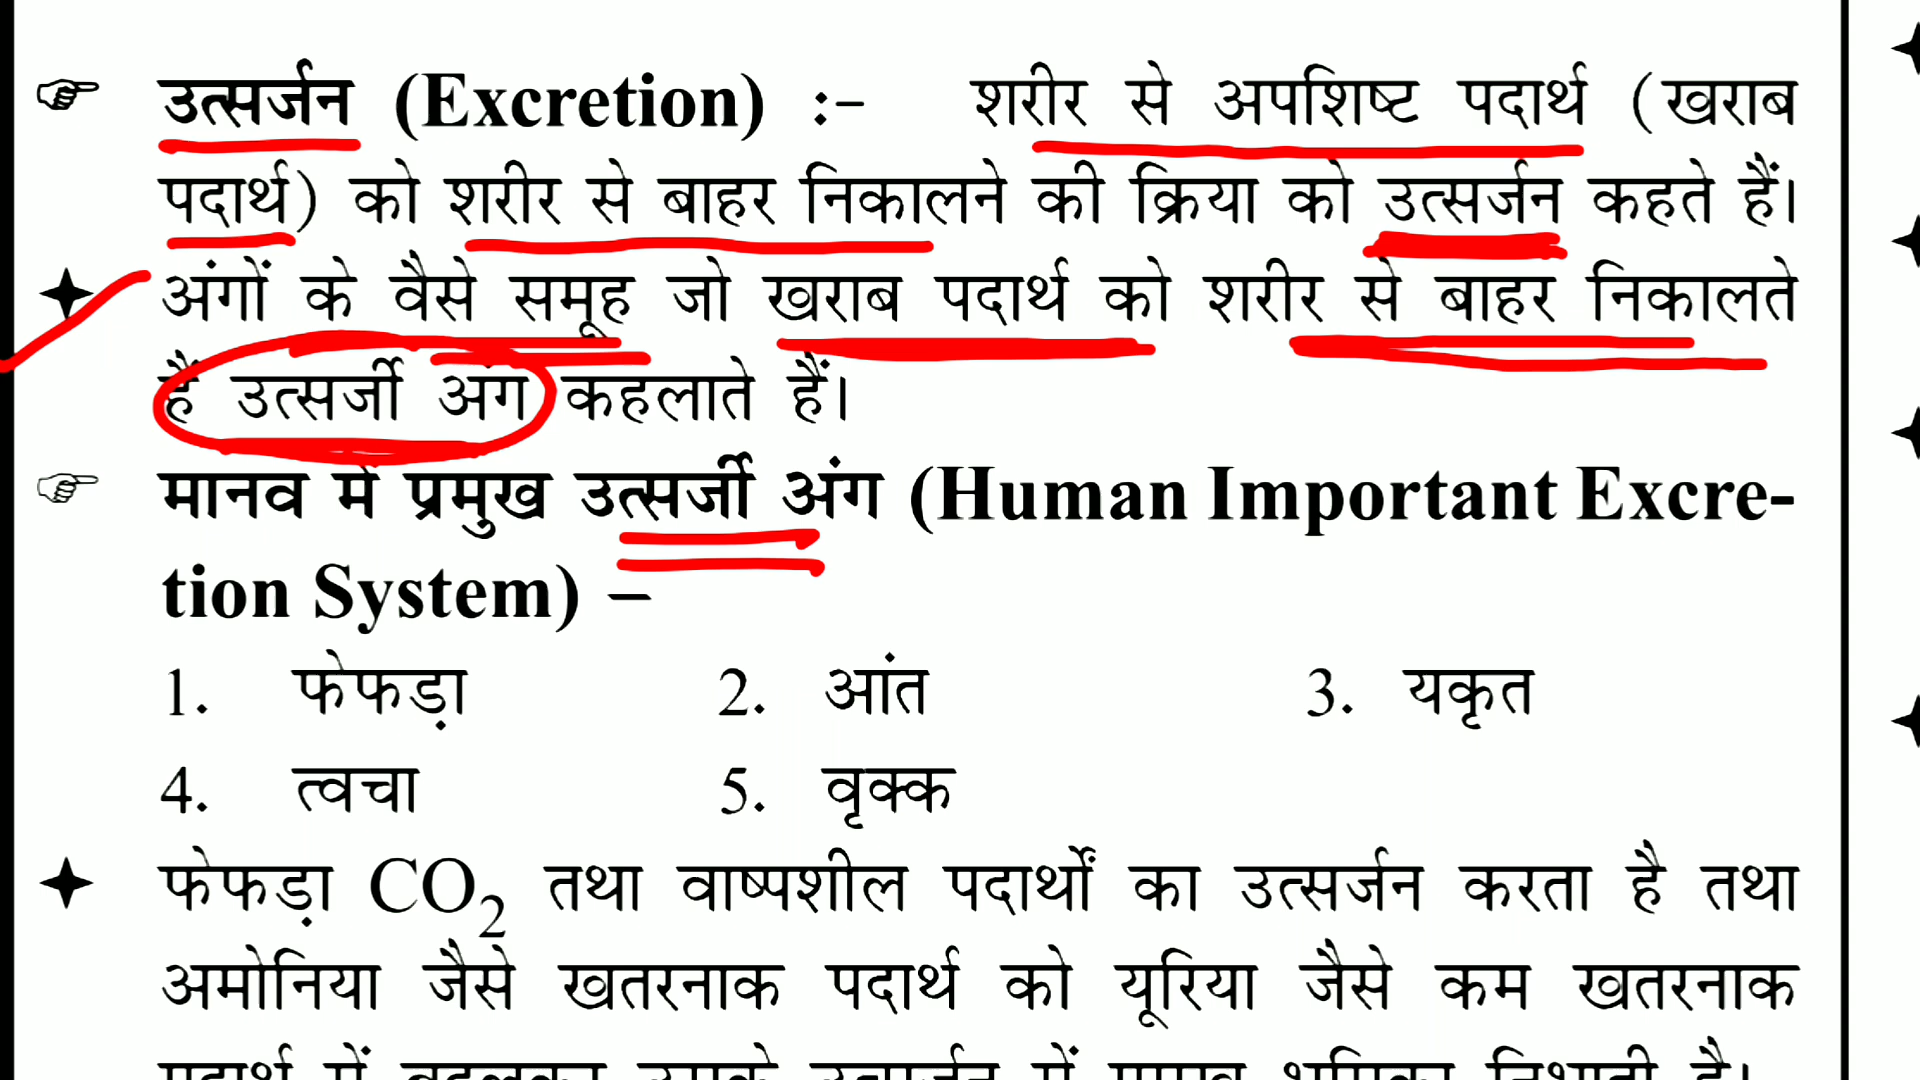 उत्सर्जन (Excretion) :- शरीर से अपशिष्ट पदार्थ (खराब
पदार्थ) को शरीर से बाहर निकालने की क्रिया को उत्सर्जन कहते हैं।
अंगों के वैसे समूह जो खराब पदार्थ को शरीर से बाहर निकालते
हैं उत्सर्जी अंग कहलाते हैं।
मानव में प्रमुख उत्सर्जी अंग (Human Important Excre-
tion System) –
1. फेफड़ा 2. आंत 3. यकृत
4. त्वचा 5. वृक्क
फेफड़ा CO2 तथा वाष्पशील पदार्थों का उत्सर्जन करता है तथा
अमोनिया जैसे खतरनाक पदार्थ को यूरिया जैसे कम खतरनाक